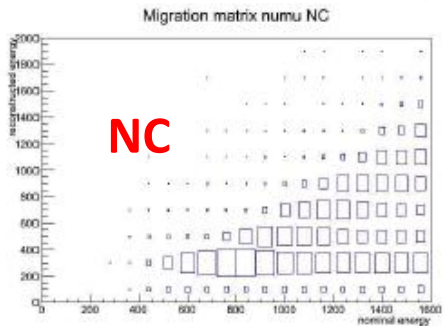 Migration matrix numu NC
reconstructed energy
2000
1800
1600
1400
1200
1000
800
600
400
200
0
NC
0 200 400 600 800 1000 1200 1400 1600
nominal energy